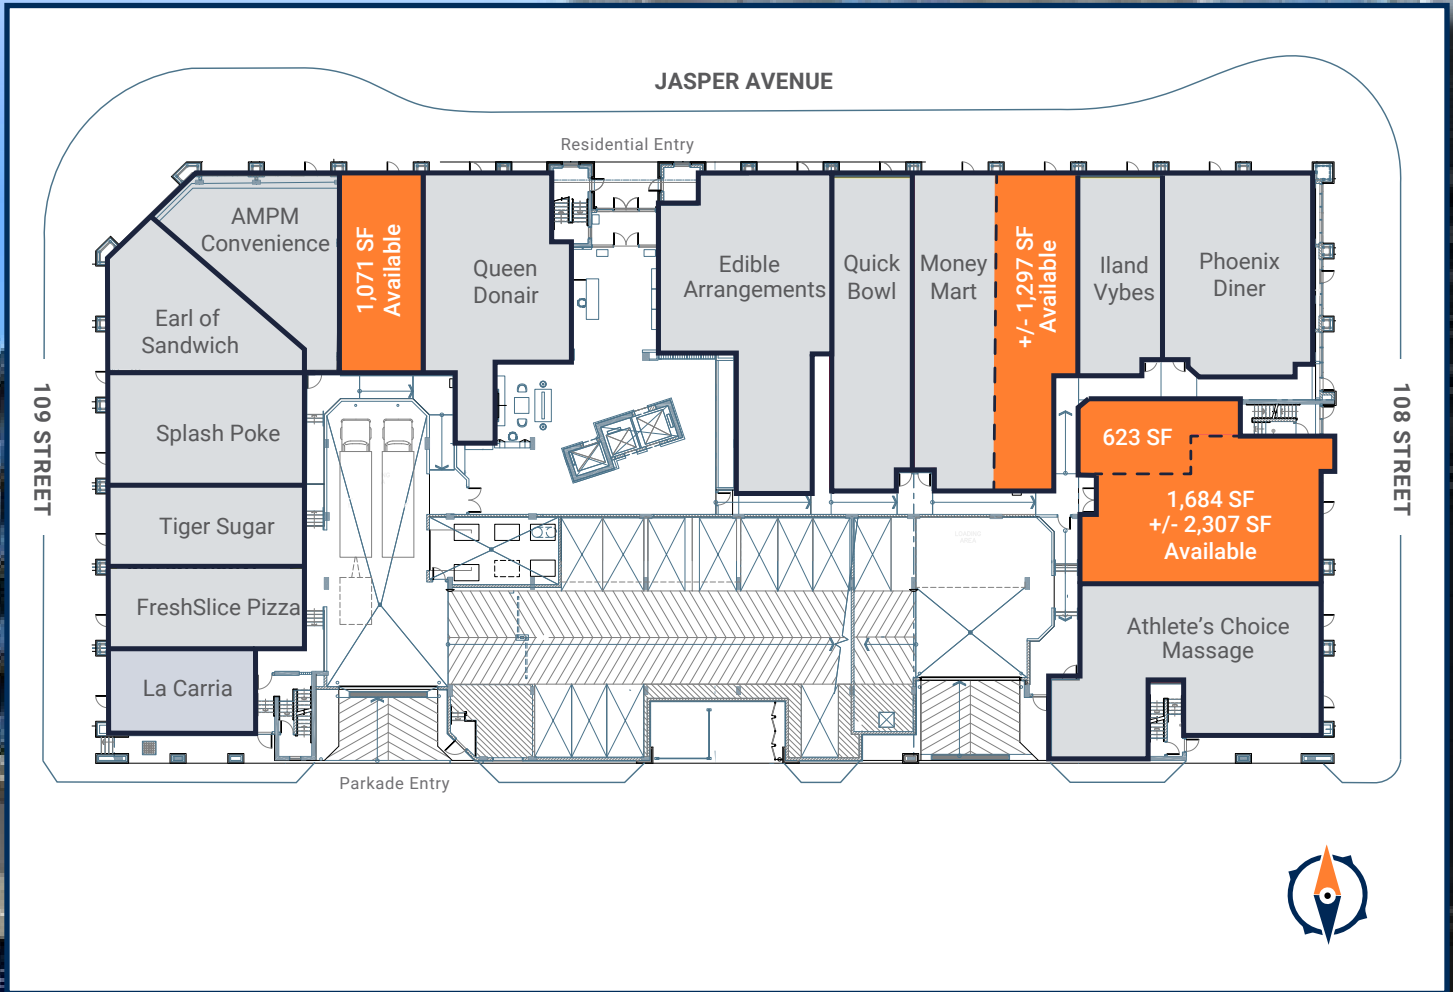 JASPER AVENUE
Residential Entry
AMPM
Convenience
1,071 SF
Available
Queen
Donair
Edible
Arrangements
Quick
Bowl
Money
Mart
+/- 1,297 SF
Available
Iland
Vybes
Phoenix
Diner
Earl of
Sandwich
109 STREET
108 STREET
Splash Poke
623 SF
1,684 SF
+/- 2,307 SF
Available
Tiger Sugar
LOADING
AREA
FreshSlice Pizza
Athlete's Choice
Massage
La Carria
Parkade Entry